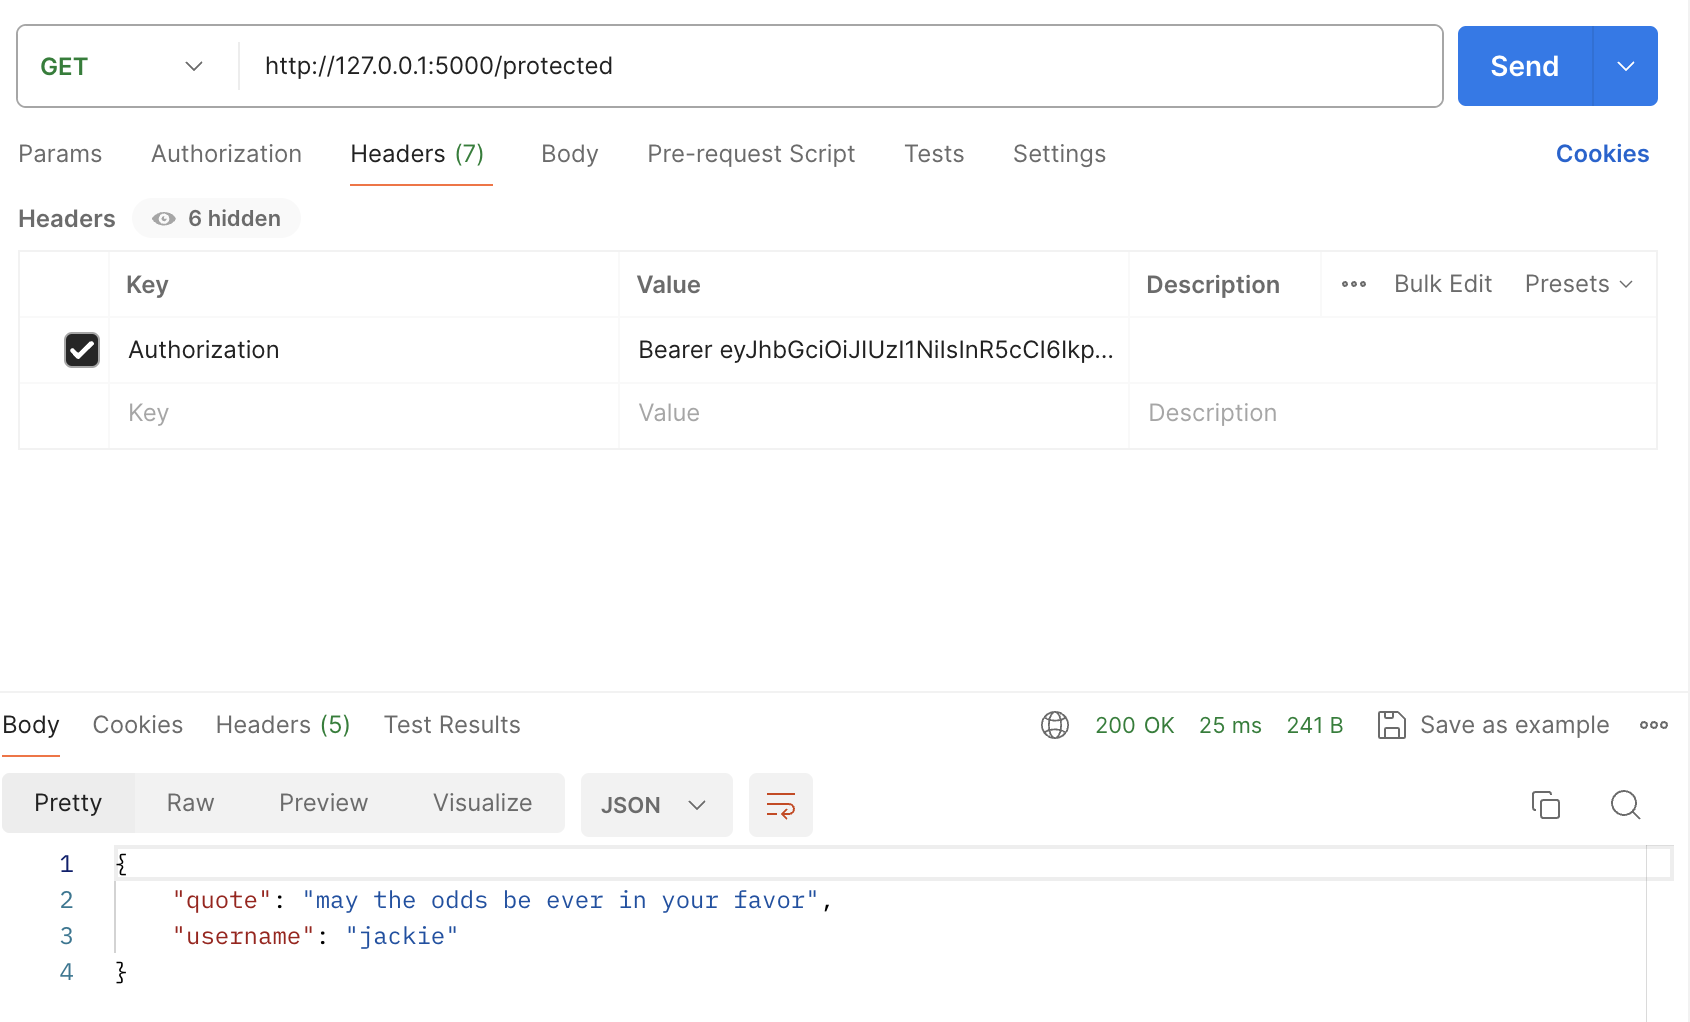 GET http://127.0.0.1:5000/protected Send
Params Authorization Headers (7) Body Pre-request Script Tests Settings Cookies
Headers 6 hidden
Key Value Description Bulk Edit Presets
Authorization Bearer eyJhbGciOiJIUzI1NiIsInR5cCI6Ikp...
Key Value Description
Body Cookies Headers (5) Test Results 200 OK 25 ms 241 B Save as example
Pretty Raw Preview Visualize JSON
1 {
2 "quote": "may the odds be ever in your favor",
3 "username": "jackie"
4 }